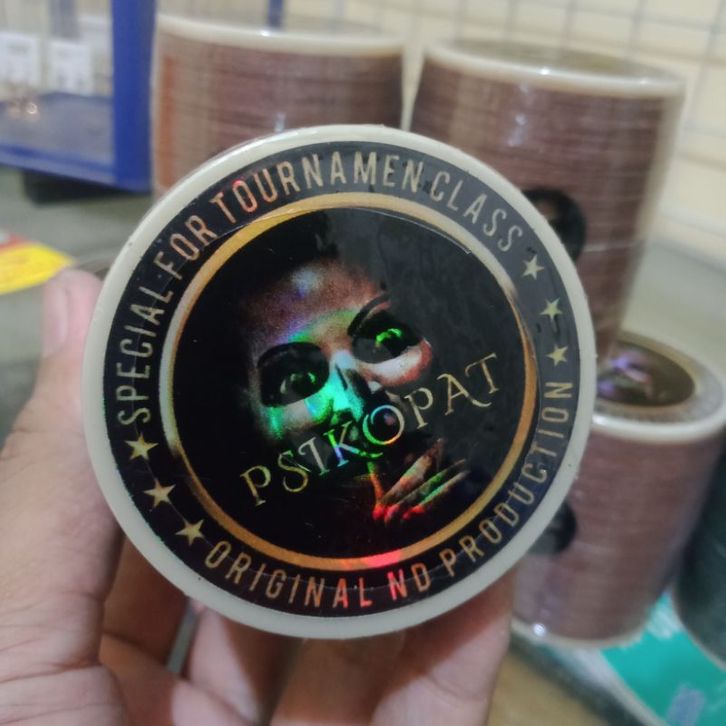 SPECIAL FOR TOURNAMEN CLASS
PSIKOPAT
ORIGINAL ND PRODUCTION